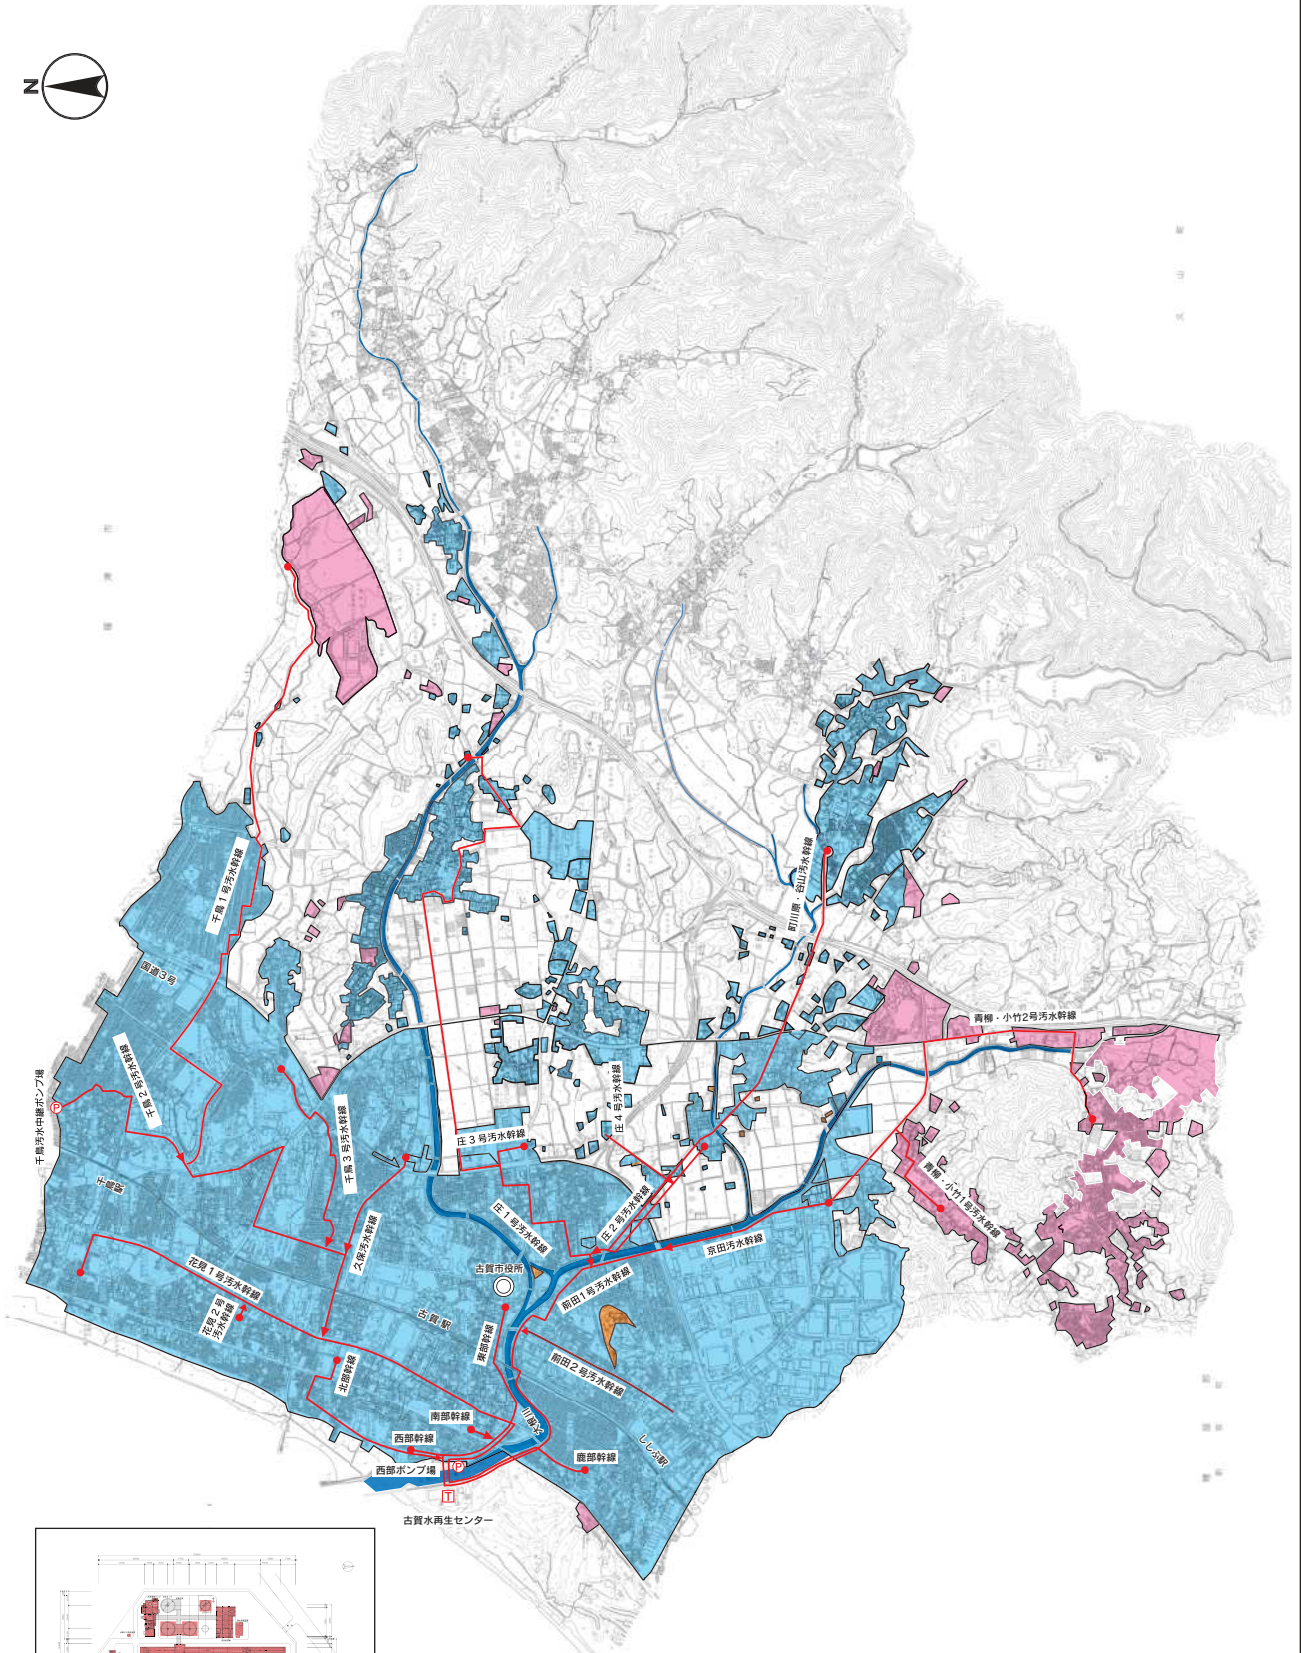 N
千鳥1号汚水幹線
国道3号
千鳥2号汚水幹線
千鳥汚水中継ポンプ場
P
千鳥駅
千鳥3号汚水幹線
久保汚水幹線
花見1号汚水幹線
花見2号
汚水幹線
北部幹線
古賀駅
東部幹線
古賀市役所
庄1号汚水幹線
庄2号汚水幹線
庄3号汚水幹線
庄4号汚水幹線
町川原・谷山汚水幹線
青柳・小竹2号汚水幹線
青柳・小竹1号汚水幹線
京田汚水幹線
前田1号汚水幹線
前田2号汚水幹線
南部幹線
西部幹線
西部ポンプ場
P
T
古賀水再生センター
大根川
鹿部幹線
ししぶ駅